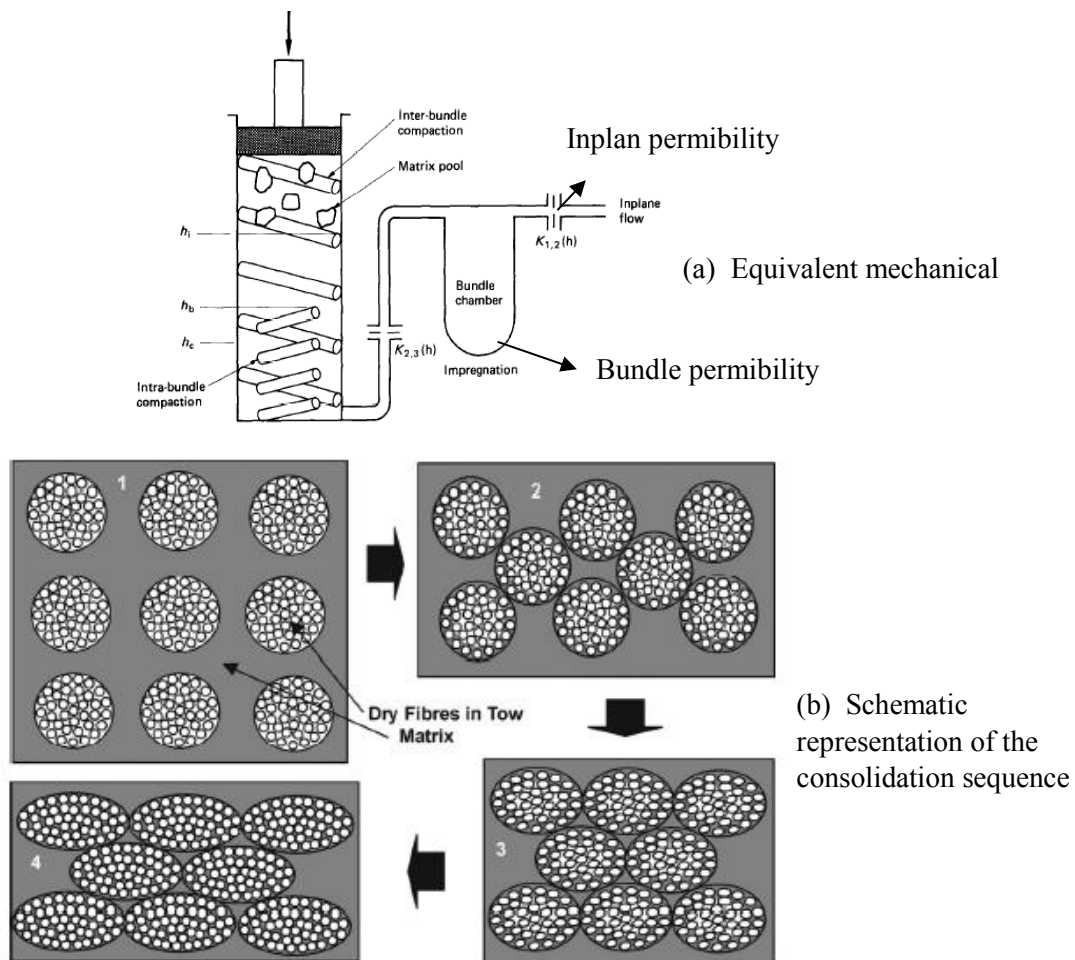 Inter-bundle
compaction
Matrix pool
Inplan permibility
Inplane
flow
hi
K1,2(h)
(a) Equivalent mechanical
Bundle
chamber
hb
hc
K2,3(h)
Bundle permibility
Impregnation
Intra-bundle
compaction
1
2
Dry Fibres in Tow
Matrix
(b) Schematic
representation of the
consolidation sequence
3
4